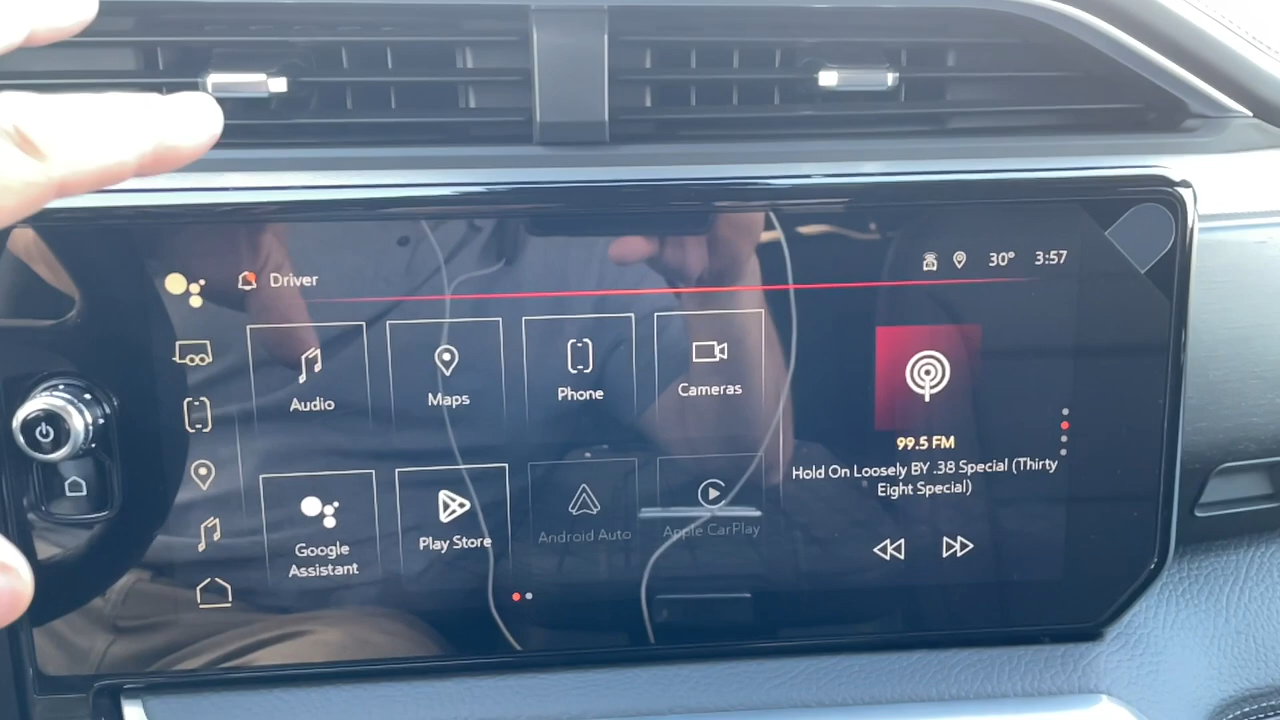 Driver
30° 3:57
Audio
Maps
Phone
Cameras
99.5 FM
Hold On Loosely BY .38 Special (Thirty
Eight Special)
Google
Assistant
Play Store
Android Auto
Apple CarPlay